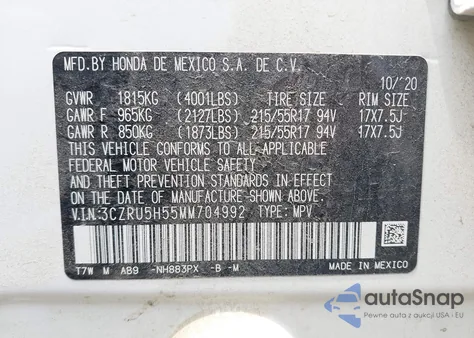 MFD.BY HONDA DE MEXICO S.A. DE C.V.
10/'20
GVWR 1815KG (4001LBS) TIRE SIZE RIM SIZE
GAWR F 965KG (2127LBS) 215/55R17 94V 17X7.5J
GAWR R 850KG (1873LBS) 215/55R17 94V 17X7.5J
THIS VEHICLE CONFORMS TO ALL APPLICABLE
FEDERAL MOTOR VEHICLE SAFETY, BUMPER,
AND THEFT PREVENTION STANDARDS IN EFFECT
ON THE DATE OF MANUFACTURE SHOWN ABOVE.
V.I.N:3CZRU5H55MM704992 TYPE: MPV
T7W M AB9 -NH883PX -B -M
MADE IN MEXICO
autoSnap
Pewne auta z aukcji USA i EU